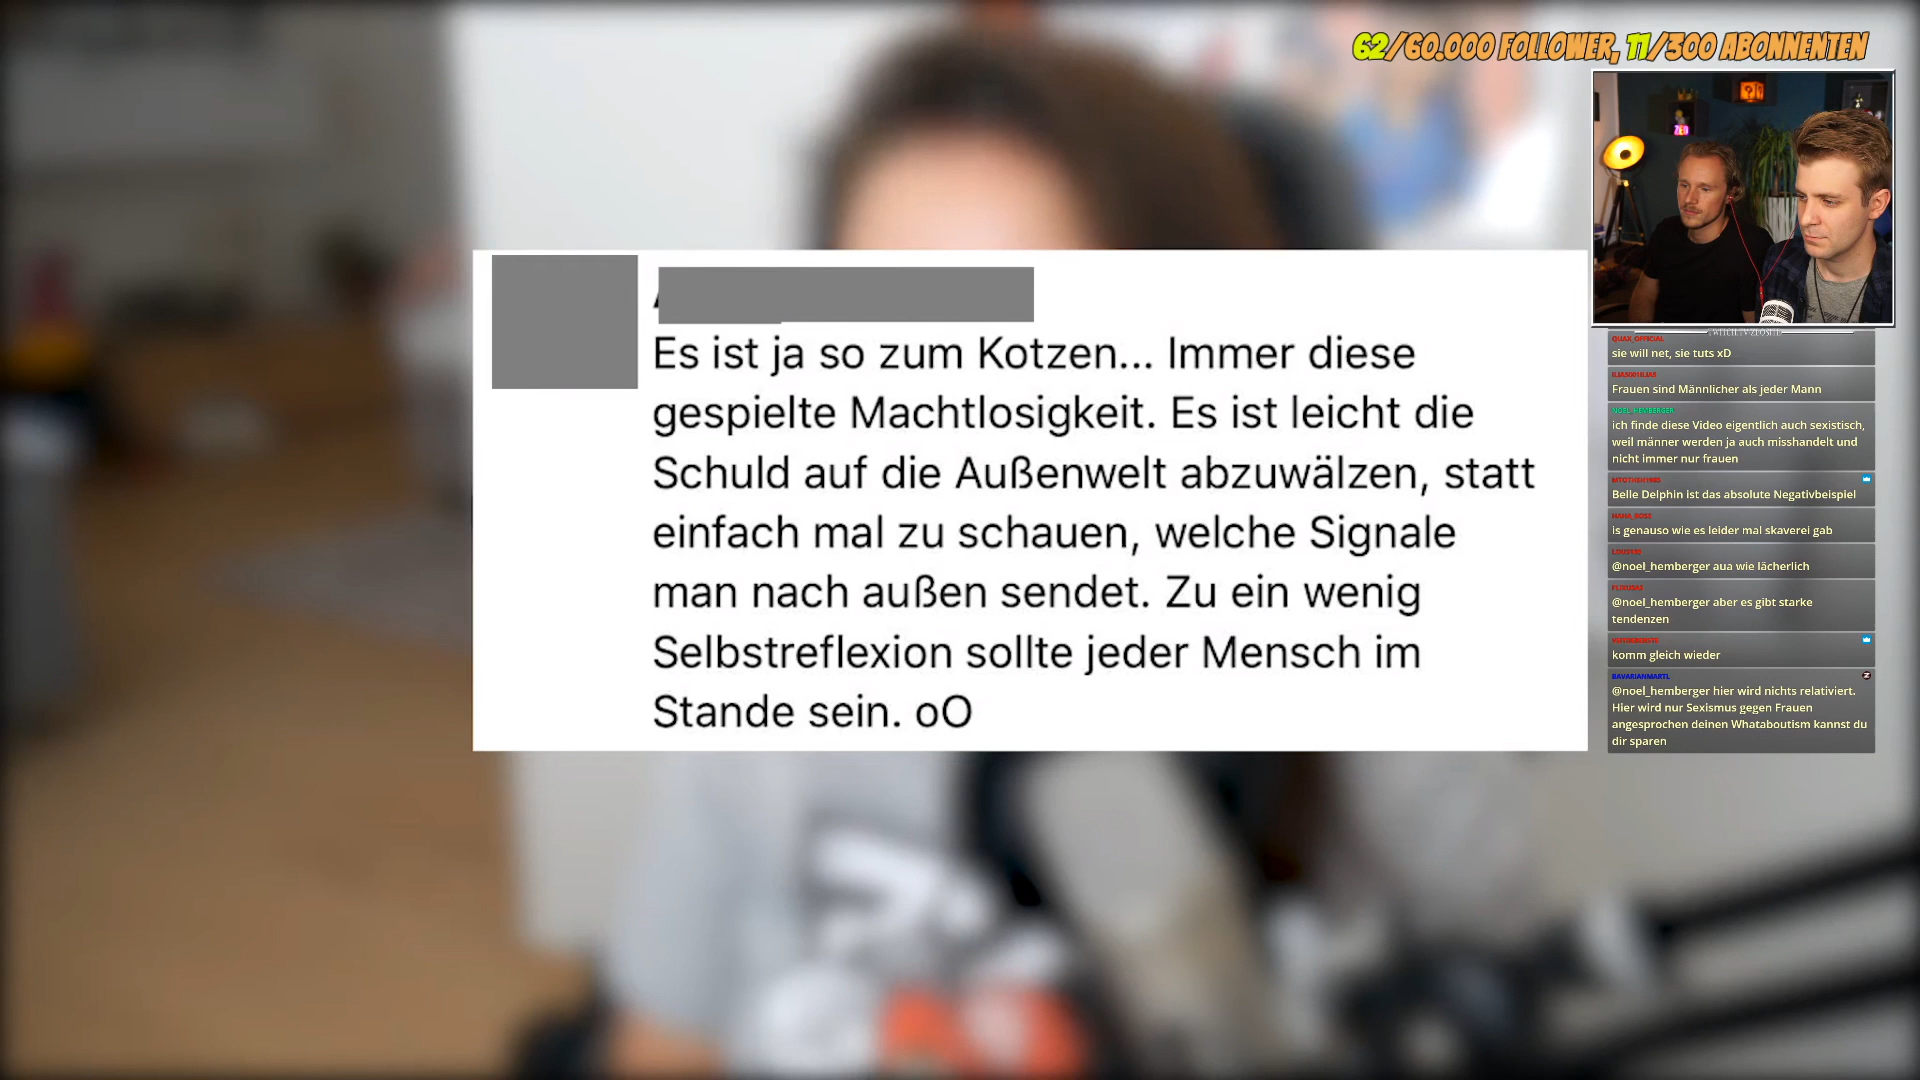 62/60.000 FOLLOWER, 11/300 ABONNENTEN
ZEO
Es ist ja so zum Kotzen... Immer diese
gespielte Machtlosigkeit. Es ist leicht die
Schuld auf die Außenwelt abzuwälzen, statt
einfach mal zu schauen, welche Signale
man nach außen sendet. Zu ein wenig
Selbstreflexion sollte jeder Mensch im
Stande sein. oO
QUAX_OFFICIAL
sie will net, sie tuts xD
Frauen sind Männlicher als jeder Mann
NOEL_HEMBERGER
ich finde diese Video eigentlich auch sexistisch,
weil männer werden ja auch misshandelt und
nicht immer nur frauen
Belle Delphin ist das absolute Negativbeispiel
is genauso wie es leider mal skaverei gab
@noel_hemberger aua wie lächerlich
@noel_hemberger aber es gibt starke
tendenzen
komm gleich wieder
BAVARIANMARTL
@noel_hemberger hier wird nichts relativiert.
Hier wird nur Sexismus gegen Frauen
angesprochen deinen Whataboutism kannst du
dir sparen